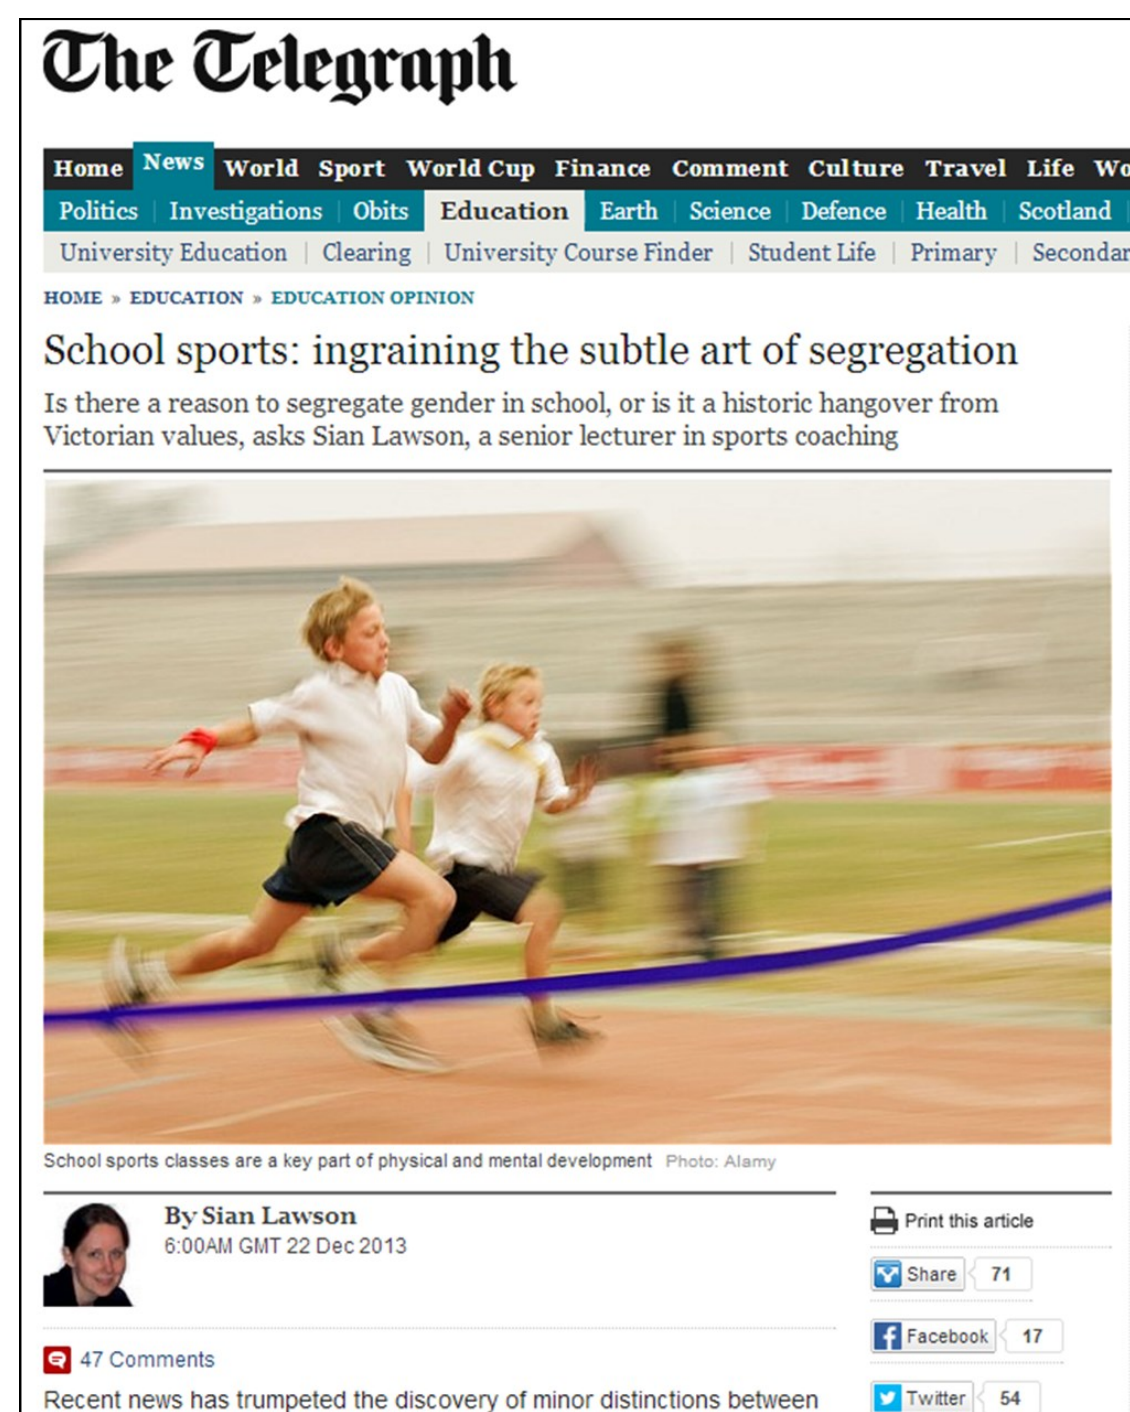 The Telegraph
Home News World Sport World Cup Finance Comment Culture Travel Life
Politics Investigations Obits Education Earth Science Defence Health Scotland
University Education Clearing University Course Finder Student Life Primary
HOME » EDUCATION » EDUCATION OPINION
School sports: ingraining the subtle art of segregation
Is there a reason to segregate gender in school, or is it a historic hangover from
Victorian values, asks Sian Lawson, a senior lecturer in sports coaching
School sports classes are a key part of physical and mental development Photo: Alamy
By Sian Lawson
6:00AM GMT 22 Dec 2013
Print this article
Share 71
Facebook 17
Twitter 54
47 Comments
Recent news has trumpeted the discovery of minor distinctions between